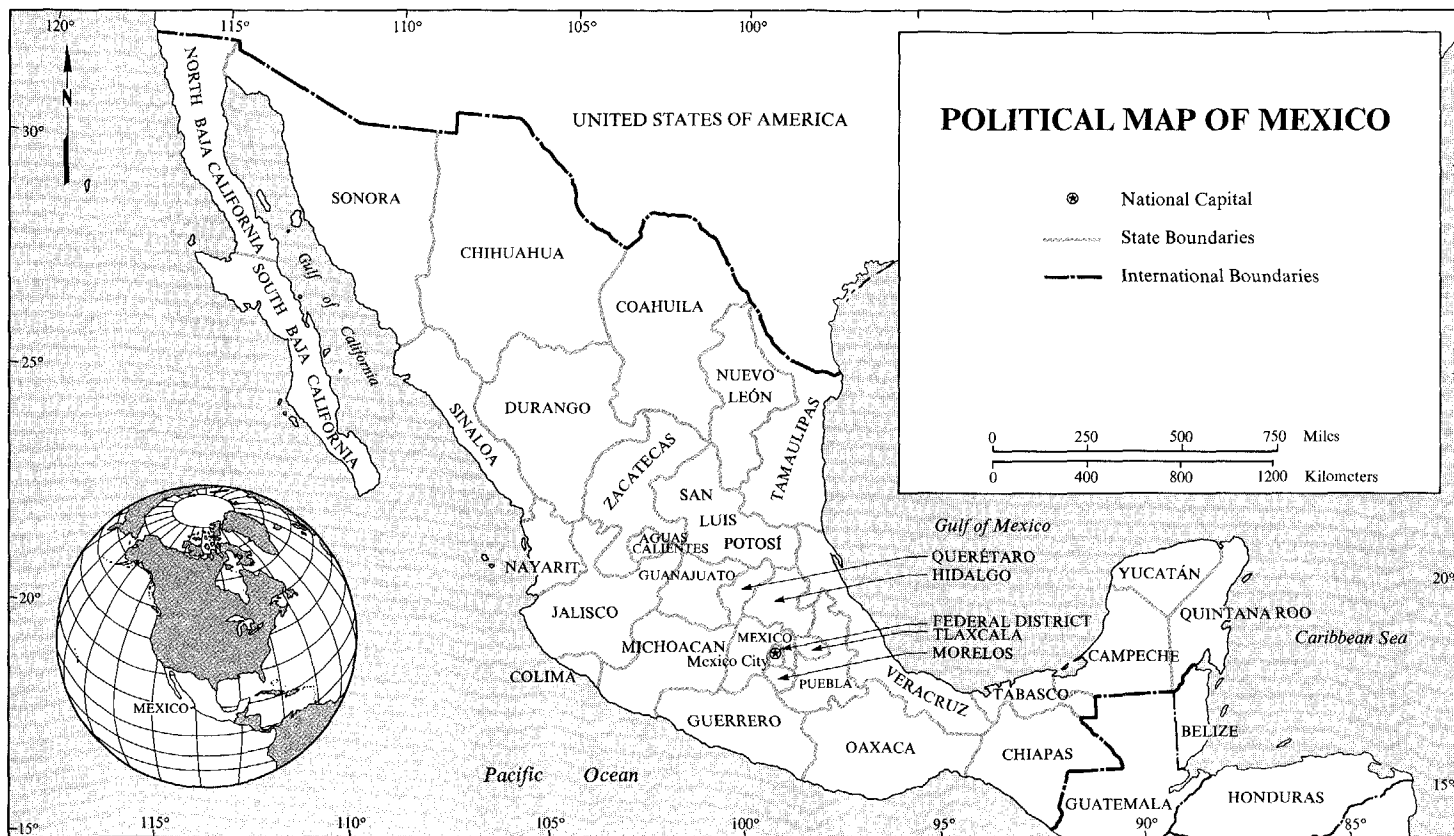 120°
115°
110°
105°
100°
N
30°
25°
20°
15°
POLITICAL MAP OF MEXICO
National Capital
State Boundaries
International Boundaries
0 250 500 750 Miles
0 400 800 1200 Kilometers
UNITED STATES OF AMERICA
NORTH BAJA CALIFORNIA
SOUTH BAJA CALIFORNIA
Gulf of California
SONORA
CHIHUAHUA
COAHUILA
NUEVO
LEÓN
TAMAULIPAS
DURANGO
SINALOA
ZACATECAS
SAN
LUIS
POTOSÍ
AGUAS
CALIENTES
NAYARIT
GUANAJUATO
JALISCO
MICHOACAN
COLIMA
MEXICO
Mexico City
PUEBLA
GUERRERO
OAXACA
VERACRUZ
TABASCO
CHIAPAS
CAMPECHE
YUCATÁN
QUINTANA ROO
Gulf of Mexico
QUERÉTARO
HIDALGO
FEDERAL DISTRICT
TLAXCALA
MORELOS
Caribbean Sea
BELIZE
GUATEMALA
HONDURAS
Pacific Ocean
MEXICO
20°
15°
115°
110°
105°
100°
95°
90°
85°